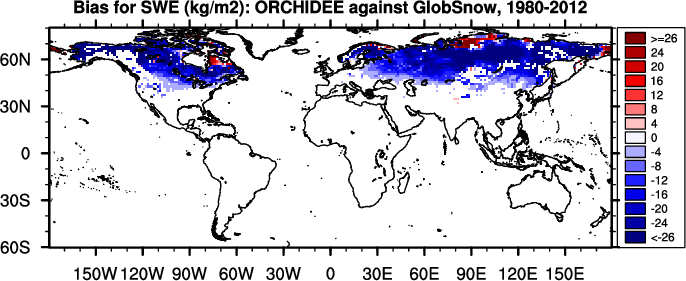 Bias for SWE (kg/m2): ORCHIDEE against GlobSnow, 1980-2012
60N
30N
0
30S
60S
150W 120W 90W 60W 30W 0 30E 60E 90E 120E 150E
>=26
24
20
16
12
8
4
0
-4
-8
-12
-16
-20
-24
<-26